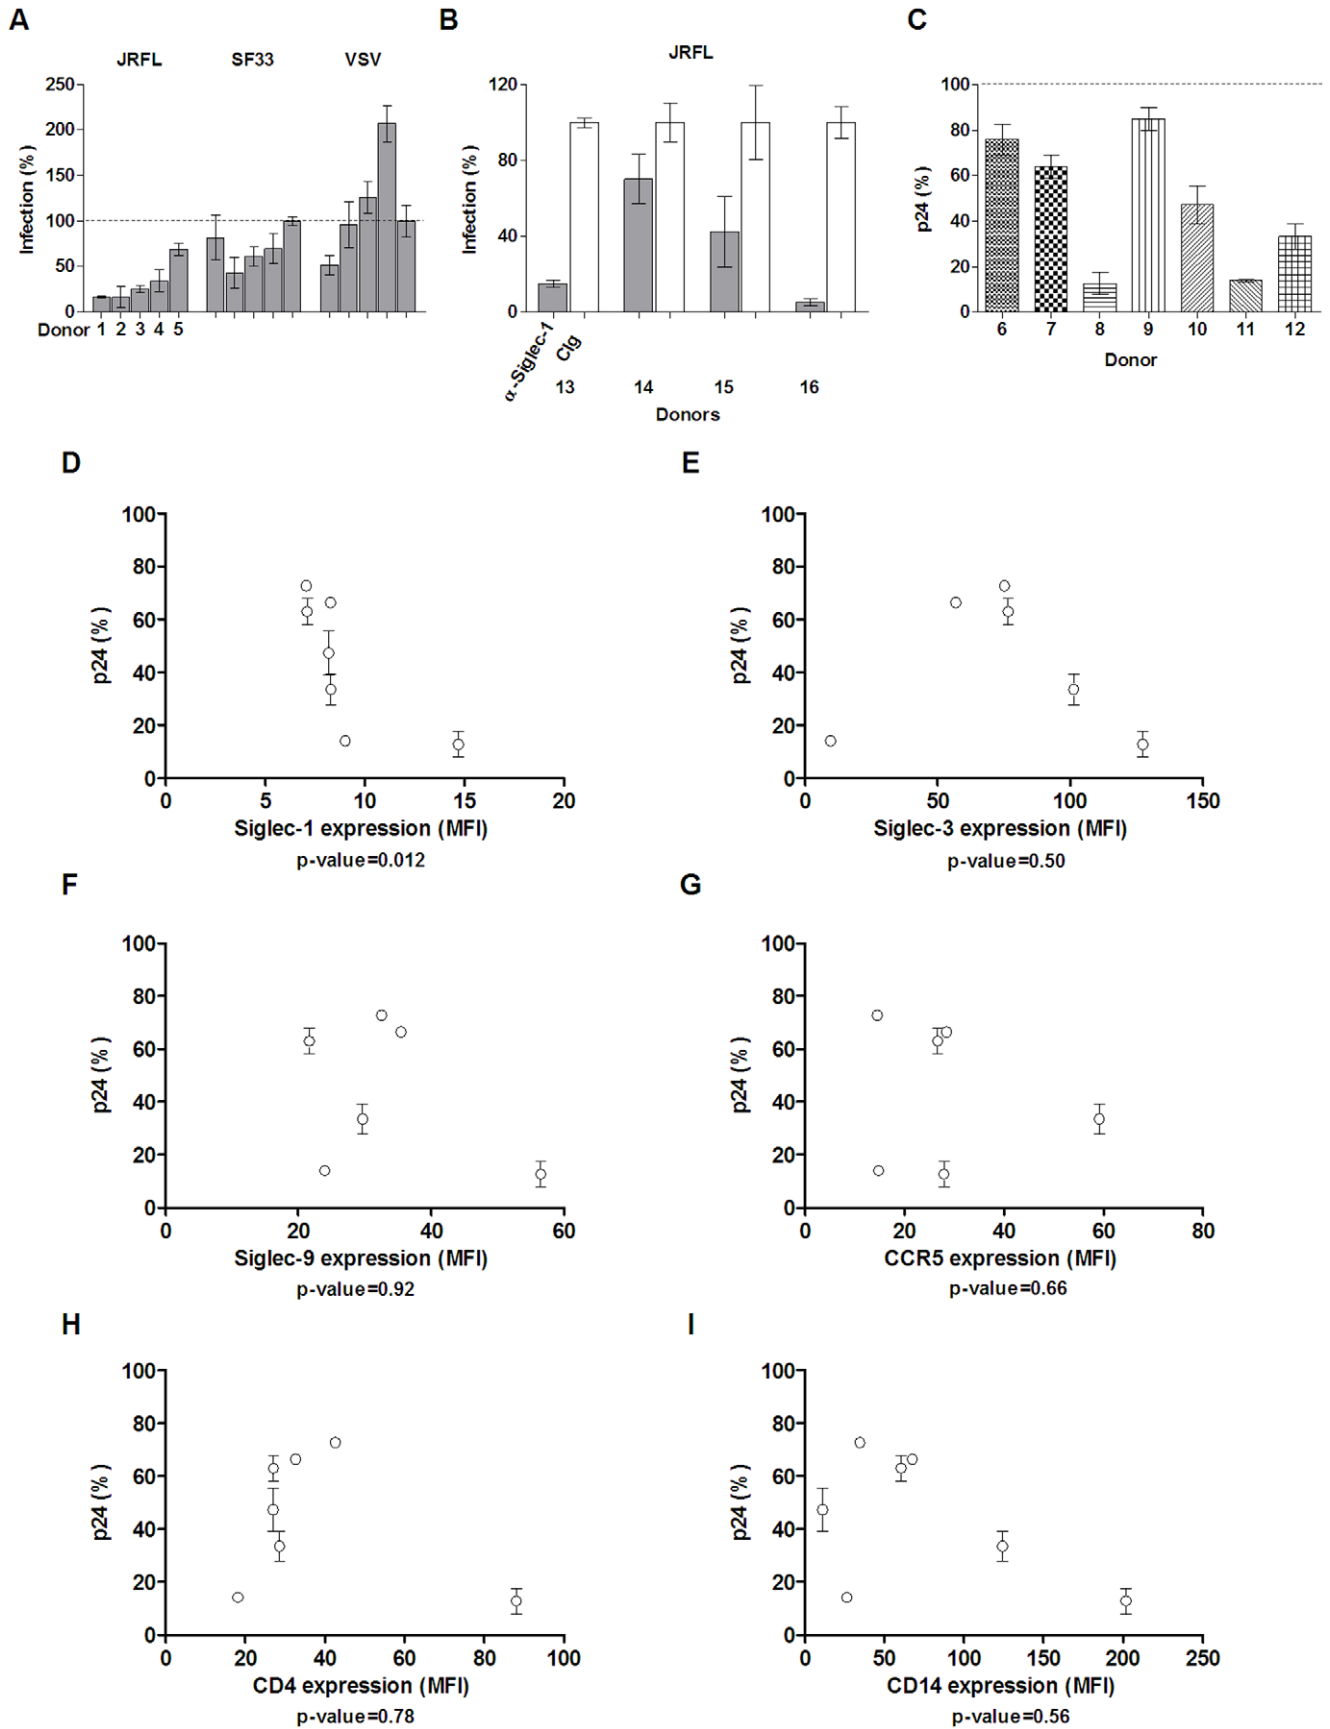 A
JRFL SF33 VSV
Infection (%)
250
200
150
100
50
0
Donor 1 2 3 4 5
B
JRFL
Infection (%)
120
80
40
0
α-Siglec-1 CIg
13 14 15 16
Donors
C
p24 (%)
100
80
60
40
20
0
6 7 8 9 10 11 12
Donor
D
p24 (%)
100
80
60
40
20
0
0 5 10 15 20
Siglec-1 expression (MFI)
p-value=0.012
E
p24 (%)
100
80
60
40
20
0
0 50 100 150
Siglec-3 expression (MFI)
p-value=0.50
F
p24 (%)
100
80
60
40
20
0
0 20 40 60
Siglec-9 expression (MFI)
p-value=0.92
G
p24 (%)
100
80
60
40
20
0
0 20 40 60 80
CCR5 expression (MFI)
p-value=0.66
H
p24 (%)
100
80
60
40
20
0
0 20 40 60 80 100
CD4 expression (MFI)
p-value=0.78
I
p24 (%)
100
80
60
40
20
0
0 50 100 150 200 250
CD14 expression (MFI)
p-value=0.56